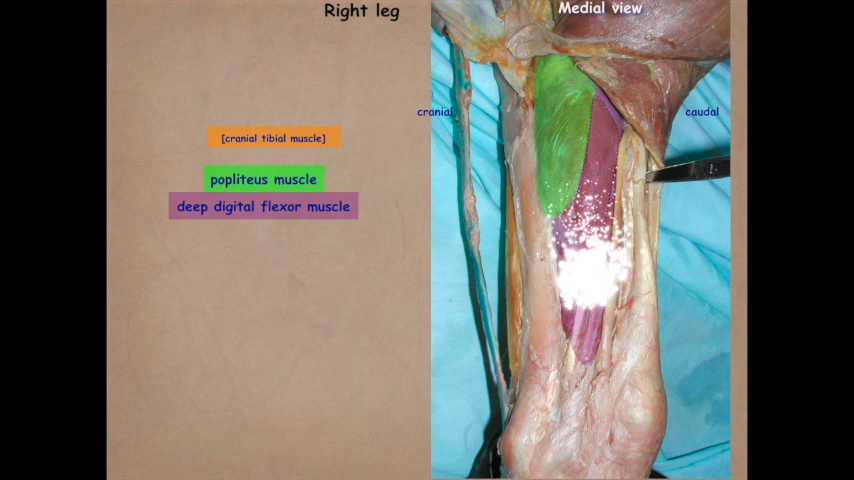 Right leg
Medial view
cranial
caudal
[cranial tibial muscle]
popliteus muscle
deep digital flexor muscle